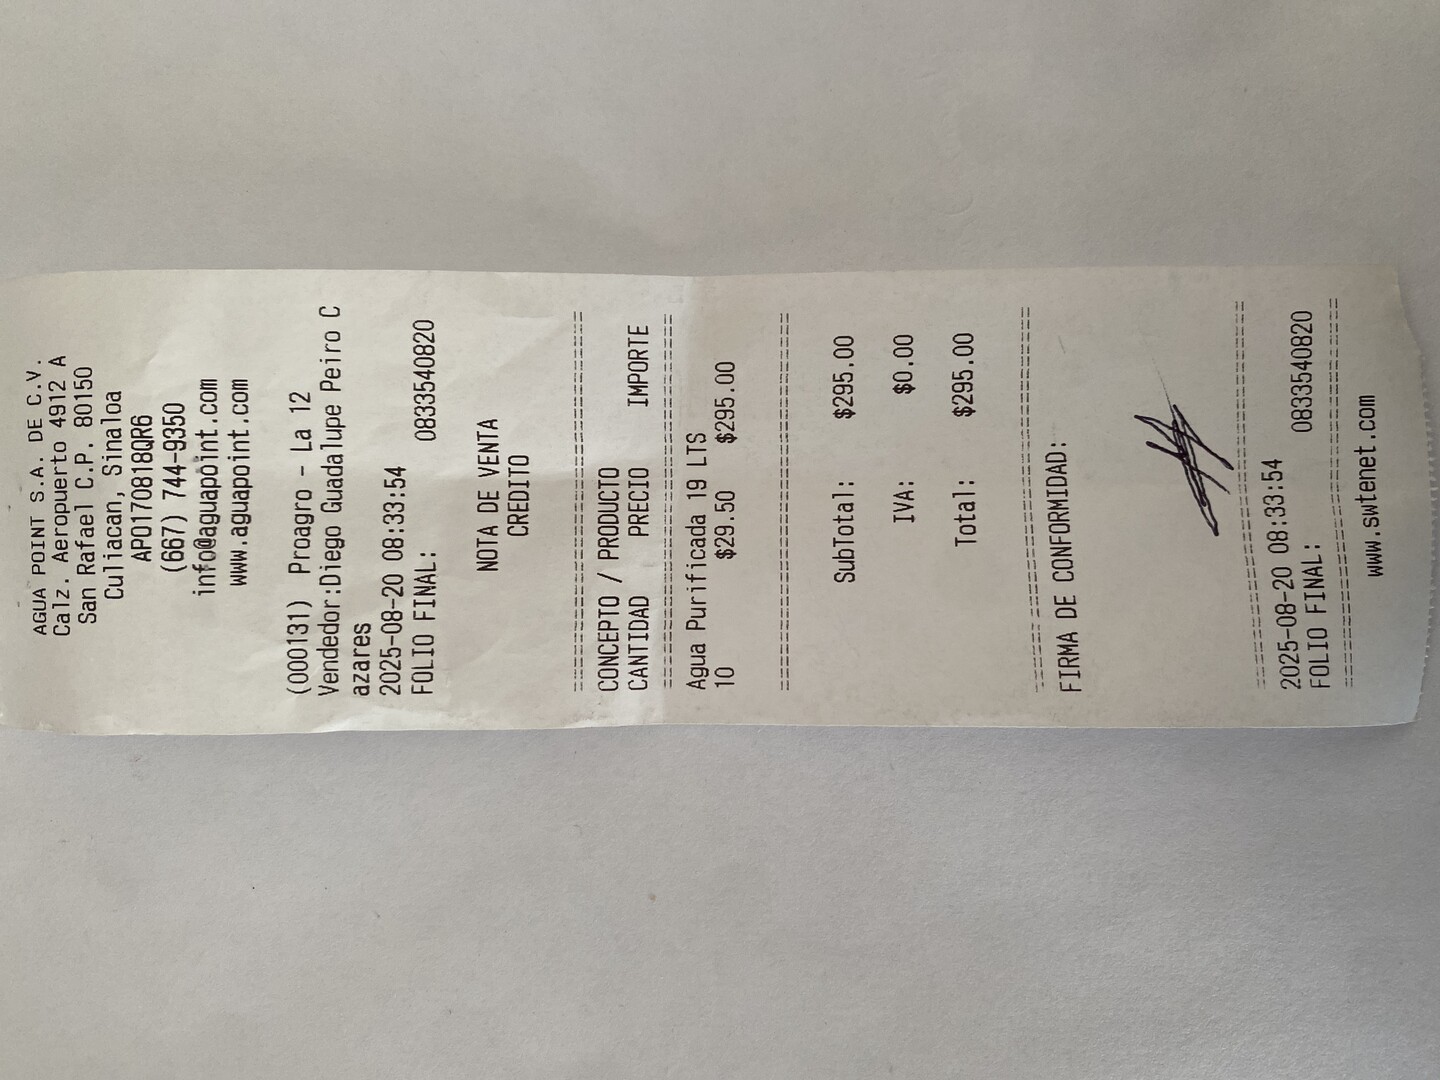 AGUA POINT S.A. DE C.V.
Calz. Aeropuerto 4912 A
San Rafael C.P. 80150
Culiacan, Sinaloa
APO170818QR6
(667) 744-9350
info@aguapoint.com
www.aguapoint.com
(000131) Proagro - La 12
Vendedor:Diego Guadalupe Peiro C
azares
2025-08-20 08:33:54
FOLIO FINAL: 0833540820
NOTA DE VENTA
CREDITO
================================
CONCEPTO / PRODUCTO
CANTIDAD PRECIO IMPORTE
================================
Agua Purificada 19 LTS
10 $29.50 $295.00
================================
SubTotal: $295.00
IVA: $0.00
Total: $295.00
================================
FIRMA DE CONFORMIDAD:
================================
2025-08-20 08:33:54
FOLIO FINAL: 0833540820
================================
www.swtenet.com